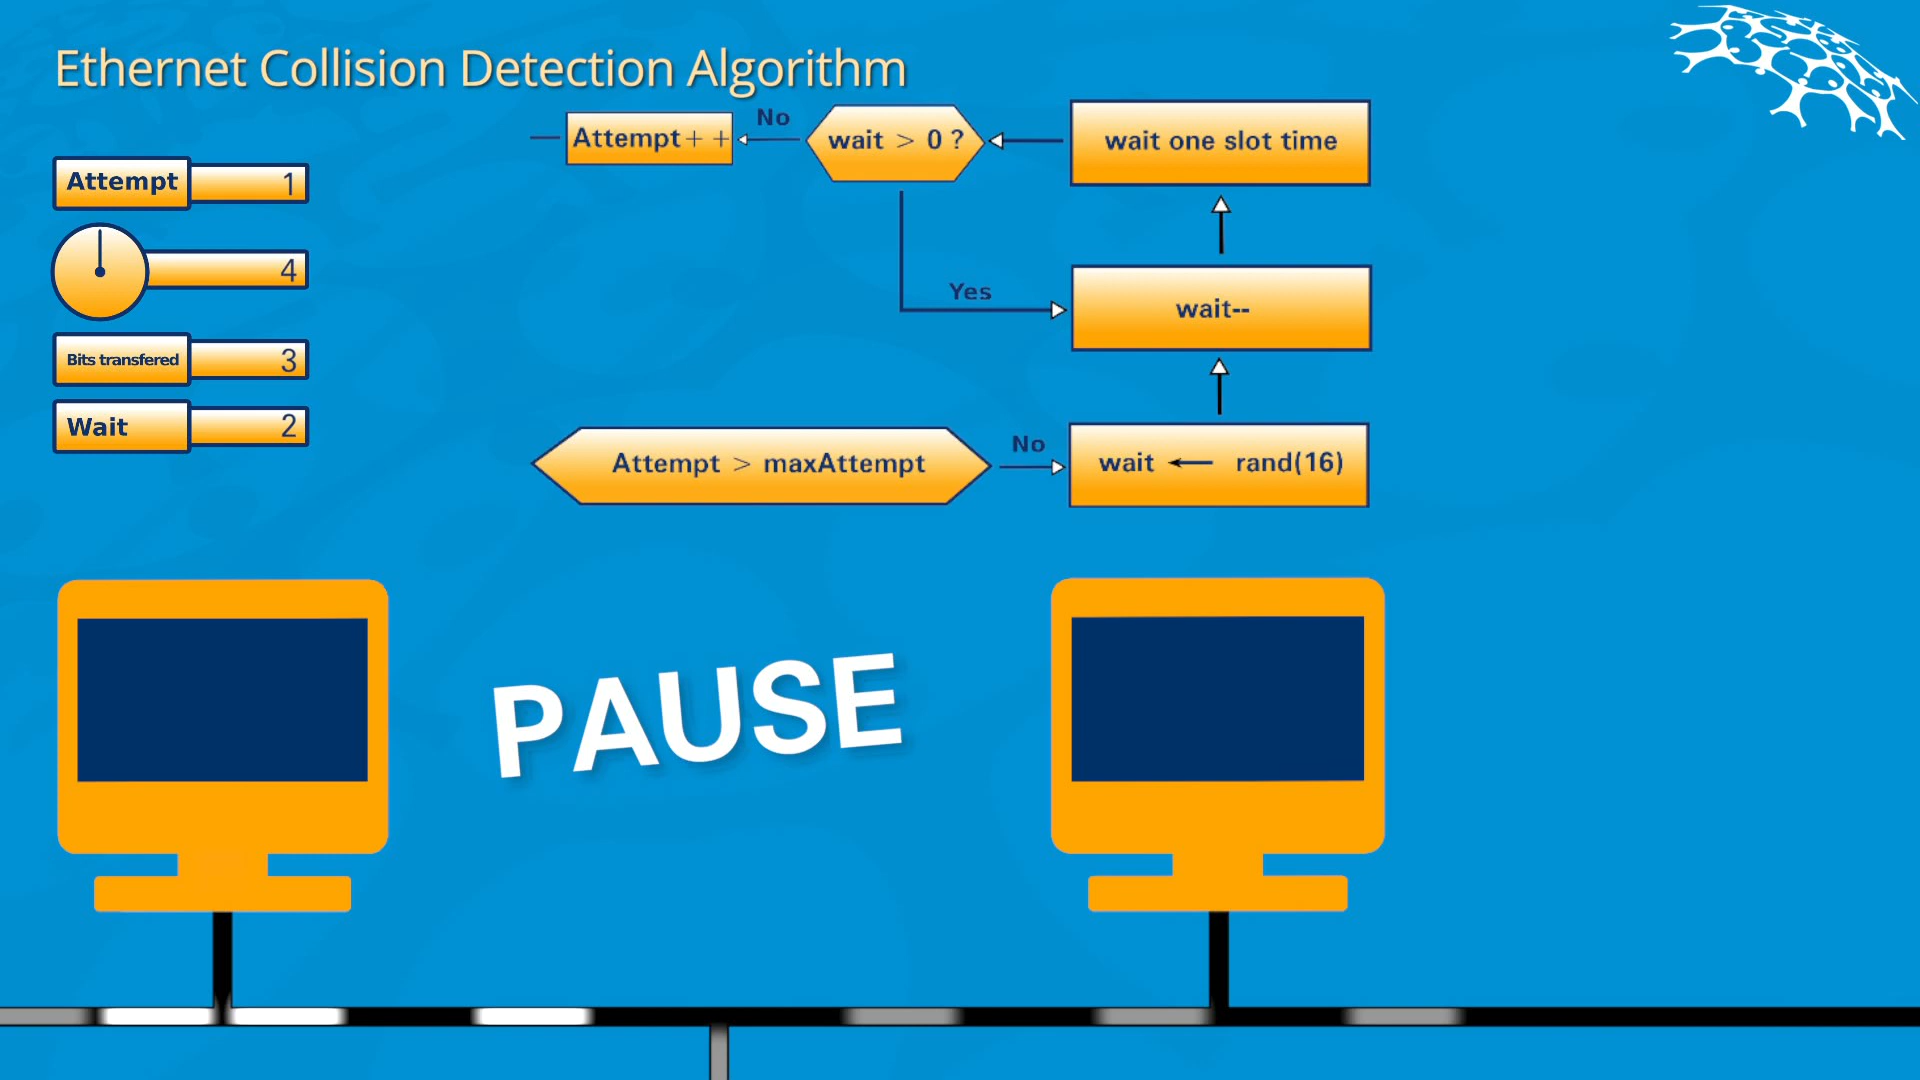 Ethernet Collision Detection Algorithm
Attempt++
No
wait > 0 ?
wait one slot time
Attempt 1
4
Yes
wait--
Bits transfered 3
Wait 2
Attempt > maxAttempt
No
wait ← rand(16)
PAUSE